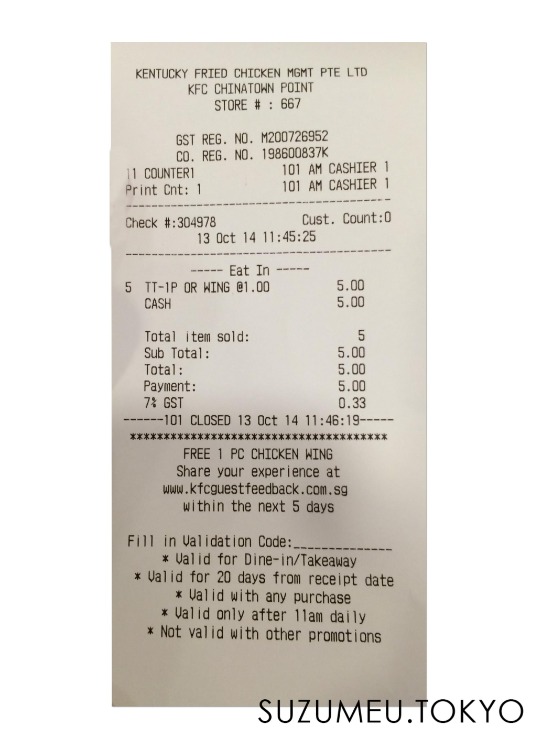 KENTUCKY FRIED CHICKEN MGMT PTE LTD
KFC CHINATOWN POINT
STORE # : 667
GST REG. NO. M200726952
CO. REG. NO. 198600837K
11 COUNTER1 101 AM CASHIER 1
Print Cnt: 1 101 AM CASHIER 1
Check #:304978 Cust. Count:0
13 Oct 14 11:45:25
----- Eat In -----
5 TT-1P OR WING @1.00 5.00
CASH 5.00
Total item sold: 5
Sub Total: 5.00
Total: 5.00
Payment: 5.00
7% GST 0.33
------101 CLOSED 13 Oct 14 11:46:19-----
****************************************
FREE 1 PC CHICKEN WING
Share your experience at
www.kfcguestfeedback.com.sg
within the next 5 days
Fill in Validation Code:_____________
* Valid for Dine-in/Takeaway
* Valid for 20 days from receipt date
* Valid with any purchase
* Valid only after 11am daily
* Not valid with other promotions
SUZUMEU.TOKYO